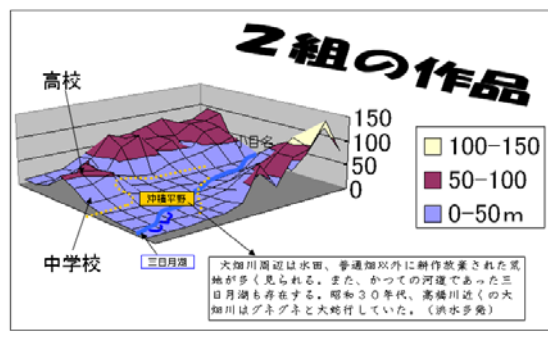 2組の作品
高校
150
100
50
0
100-150
50-100
0-50m
沖積平野
中学校
三日月湖
大畑川周辺は水田、普通畑以外に耕作放棄された荒
地が多く見られる。また、かつての河道であった三
日月湖も存在する。昭和30年代、高橋川近くの大
畑川はグネグネと大蛇行していた。(洪水多発)